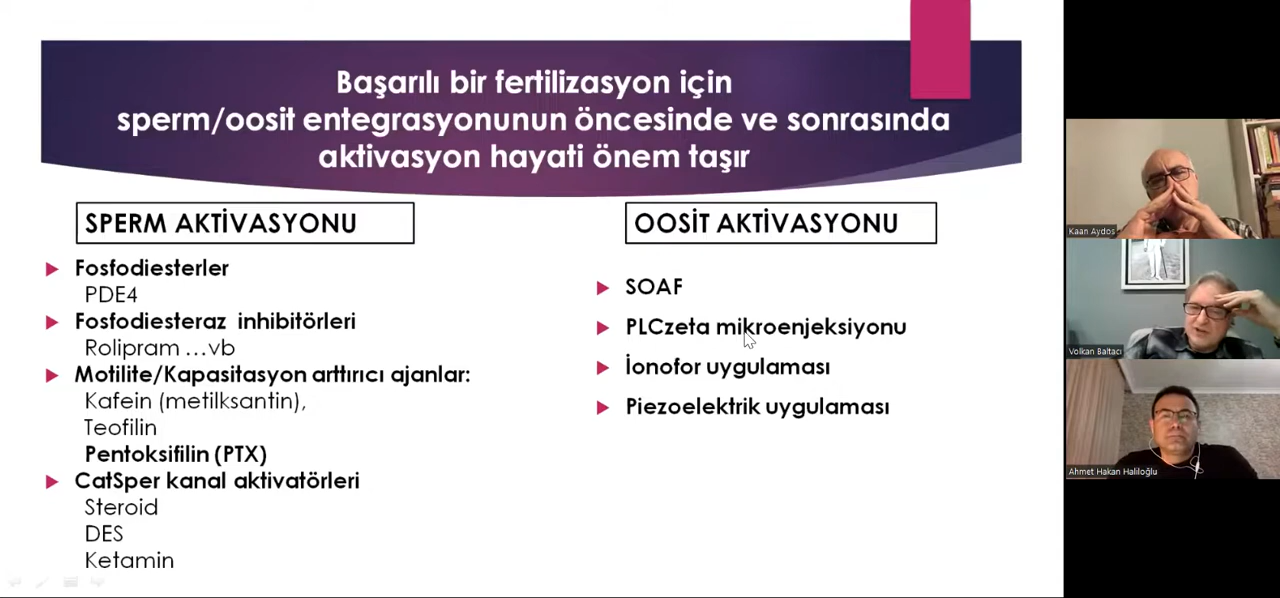 Başarılı bir fertilizasyon için
sperm/oosit entegrasyonunun öncesinde ve sonrasında
aktivasyon hayati önem taşır
SPERM AKTİVASYONU
Fosfodiesterler
PDE4
Fosfodiesteraz inhibitörleri
Rolipram ...vb
Motilite/Kapasitasyon arttırıcı ajanlar:
Kafein (metilksantin),
Teofilin
Pentoksifilin (PTX)
CatSper kanal aktivatörleri
Steroid
DES
Ketamin
OOSİT AKTİVASYONU
SOAF
PLCzeta mikroenjeksiyonu
İonofor uygulaması
Piezoelektrik uygulaması
Kaan Aydos
Volkan Baltacı
Ahmet Hakan Haliloğlu